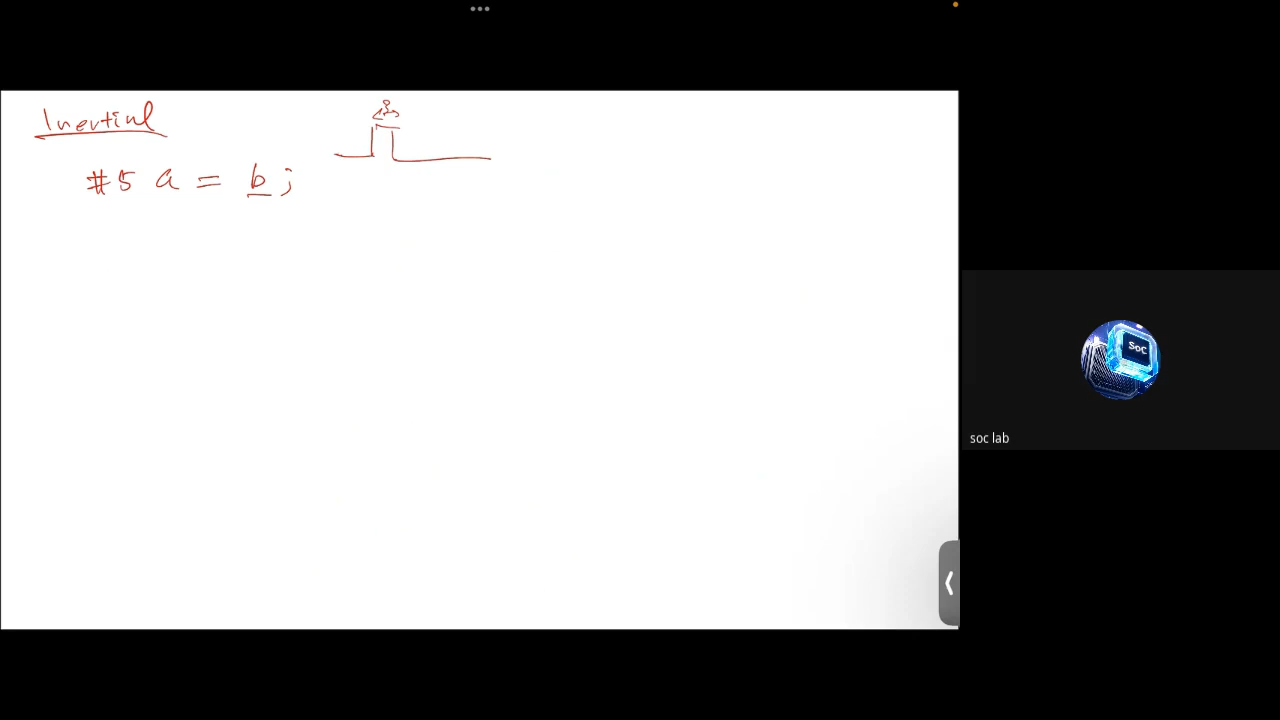 Inertial
#5 a = b;
SoC
soc lab